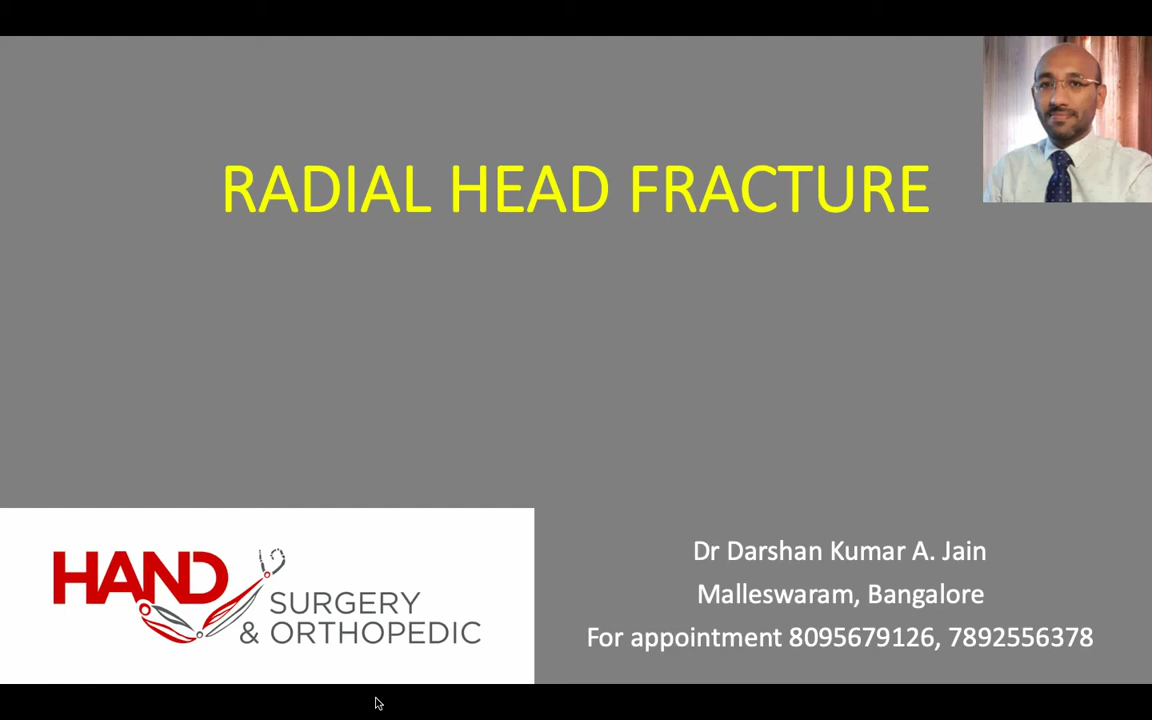 RADIAL HEAD FRACTURE
HAND
SURGERY
& ORTHOPEDIC
Dr Darshan Kumar A. Jain
Malleswaram, Bangalore
For appointment 8095679126, 7892556378